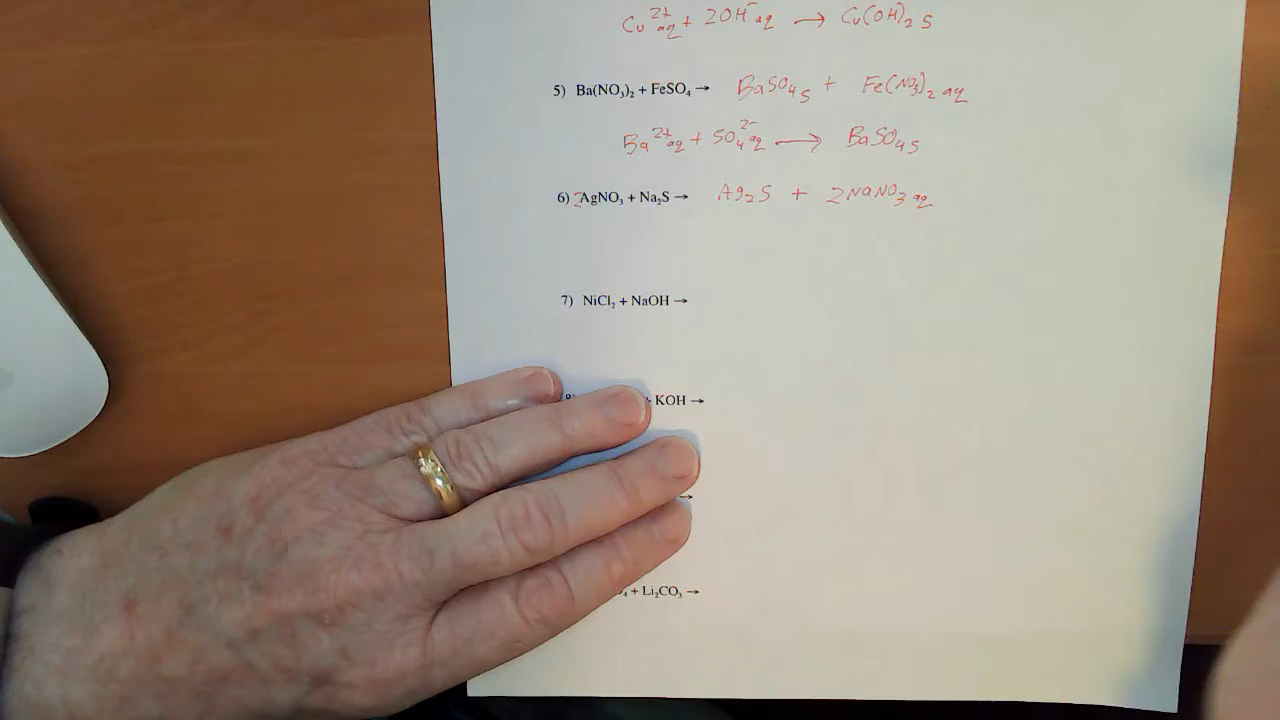 Cu²⁺aq + 2OH⁻aq → Cu(OH)₂ s
5) Ba(NO₃)₂ + FeSO₄ → BaSO₄ s + Fe(NO₃)₂ aq
Ba²⁺aq + SO₄²⁻aq → BaSO₄ s
6) 2AgNO₃ + Na₂S → Ag₂S + 2NaNO₃ aq
7) NiCl₂ + NaOH →
+ KOH →
→
₄ + Li₂CO₃ →